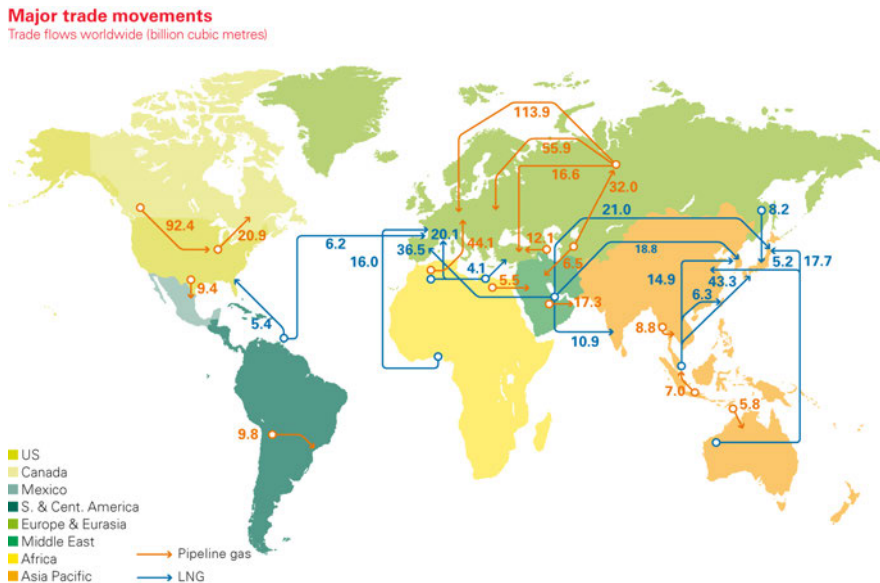 Major trade movements
Trade flows worldwide (billion cubic metres)
113.9
55.9
16.6
32.0
8.2
92.4
20.9
6.2
20.1
44.1
12.1
21.0
36.5
18.8
5.2
17.7
16.0
4.1
6.5
14.9
43.3
9.4
5.5
6.3
17.3
5.4
10.9
8.8
7.0
5.8
9.8
US
Canada
Mexico
S. & Cent. America
Europe & Eurasia
Middle East
Africa
Asia Pacific
Pipeline gas
LNG